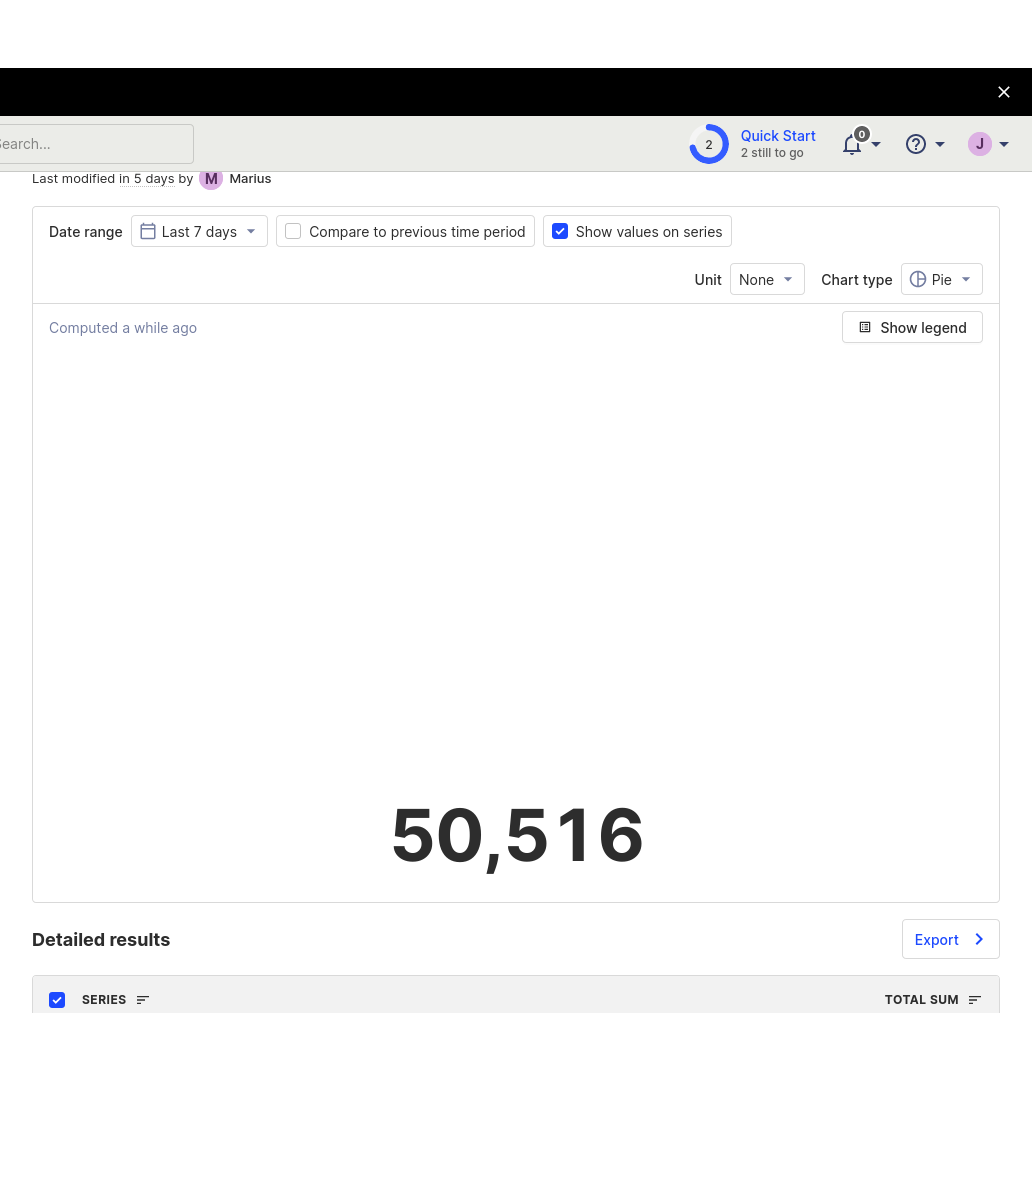 Search...
2
Quick Start
2 still to go
0
J
Last modified in 5 days by M Marius
Date range Last 7 days Compare to previous time period Show values on series
Unit None Chart type Pie
Computed a while ago Show legend
50,516
Detailed results Export
SERIES TOTAL SUM